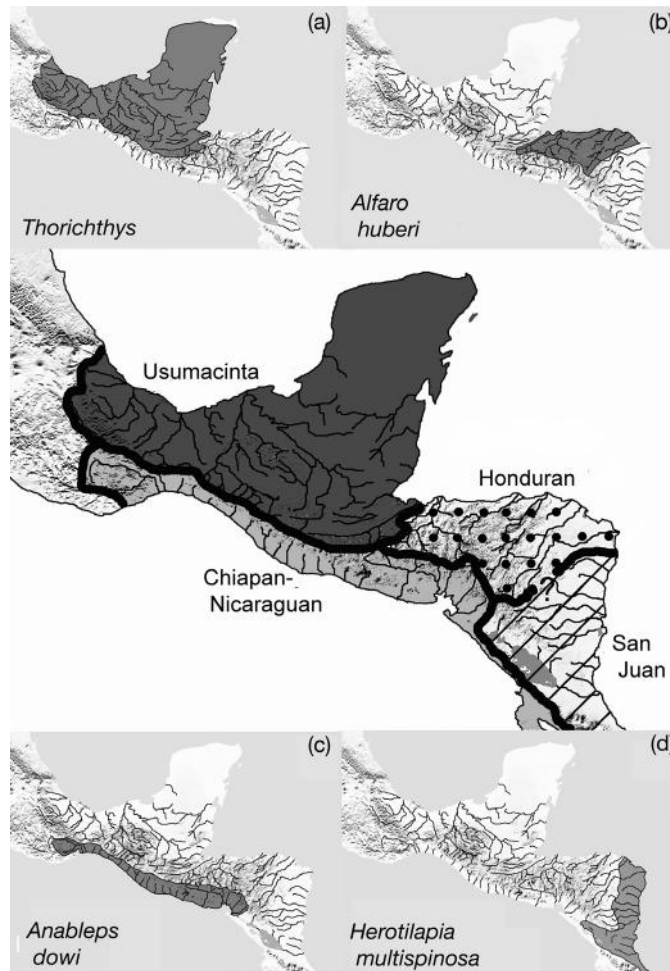 (a)
Thorichthys
(b)
Alfaro
huberi
Usumacinta
Honduran
Chiapan-
Nicaraguan
?
San
Juan
(c)
Anableps
dowi
(d)
Herotilapia
multispinosa